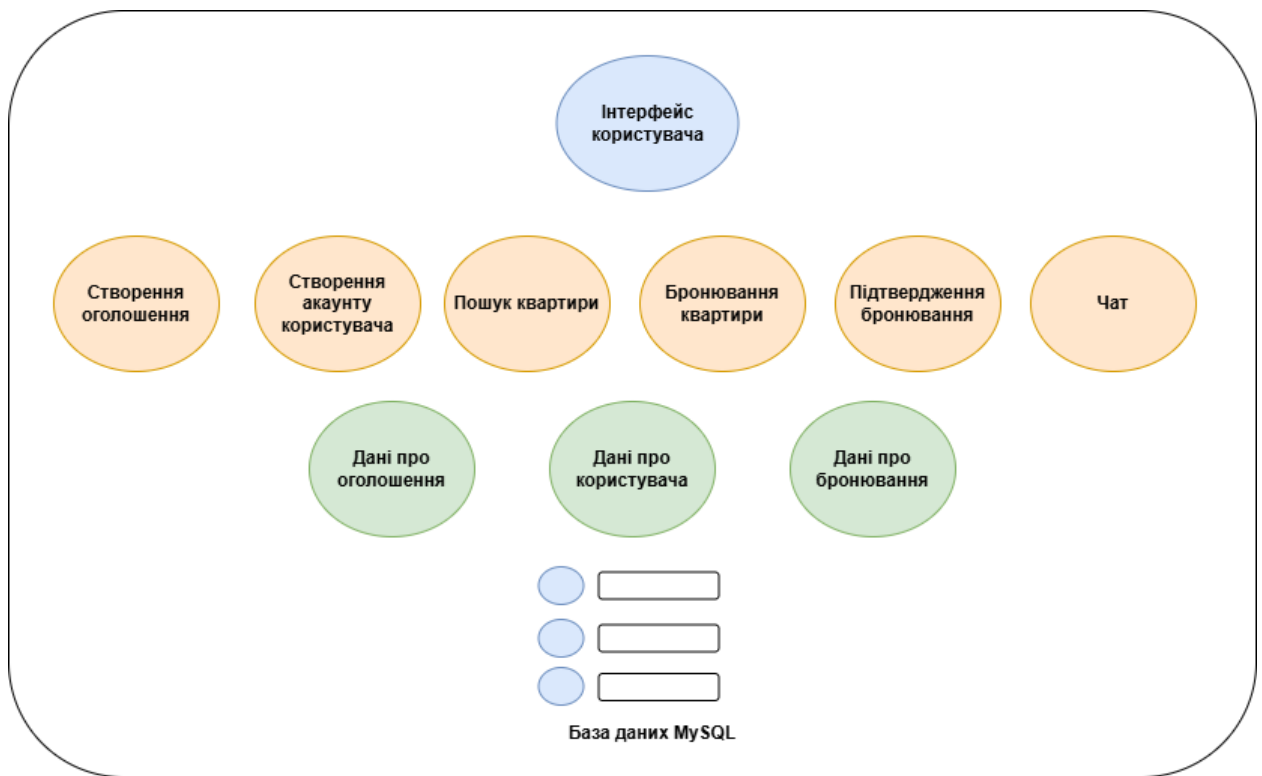 Інтерфейс
користувача
Створення
оголошення
Створення
акаунту
користувача
Пошук квартири
Бронювання
квартири
Підтвердження
бронювання
Чат
Дані про
оголошення
Дані про
користувача
Дані про
бронювання
База даних MySQL